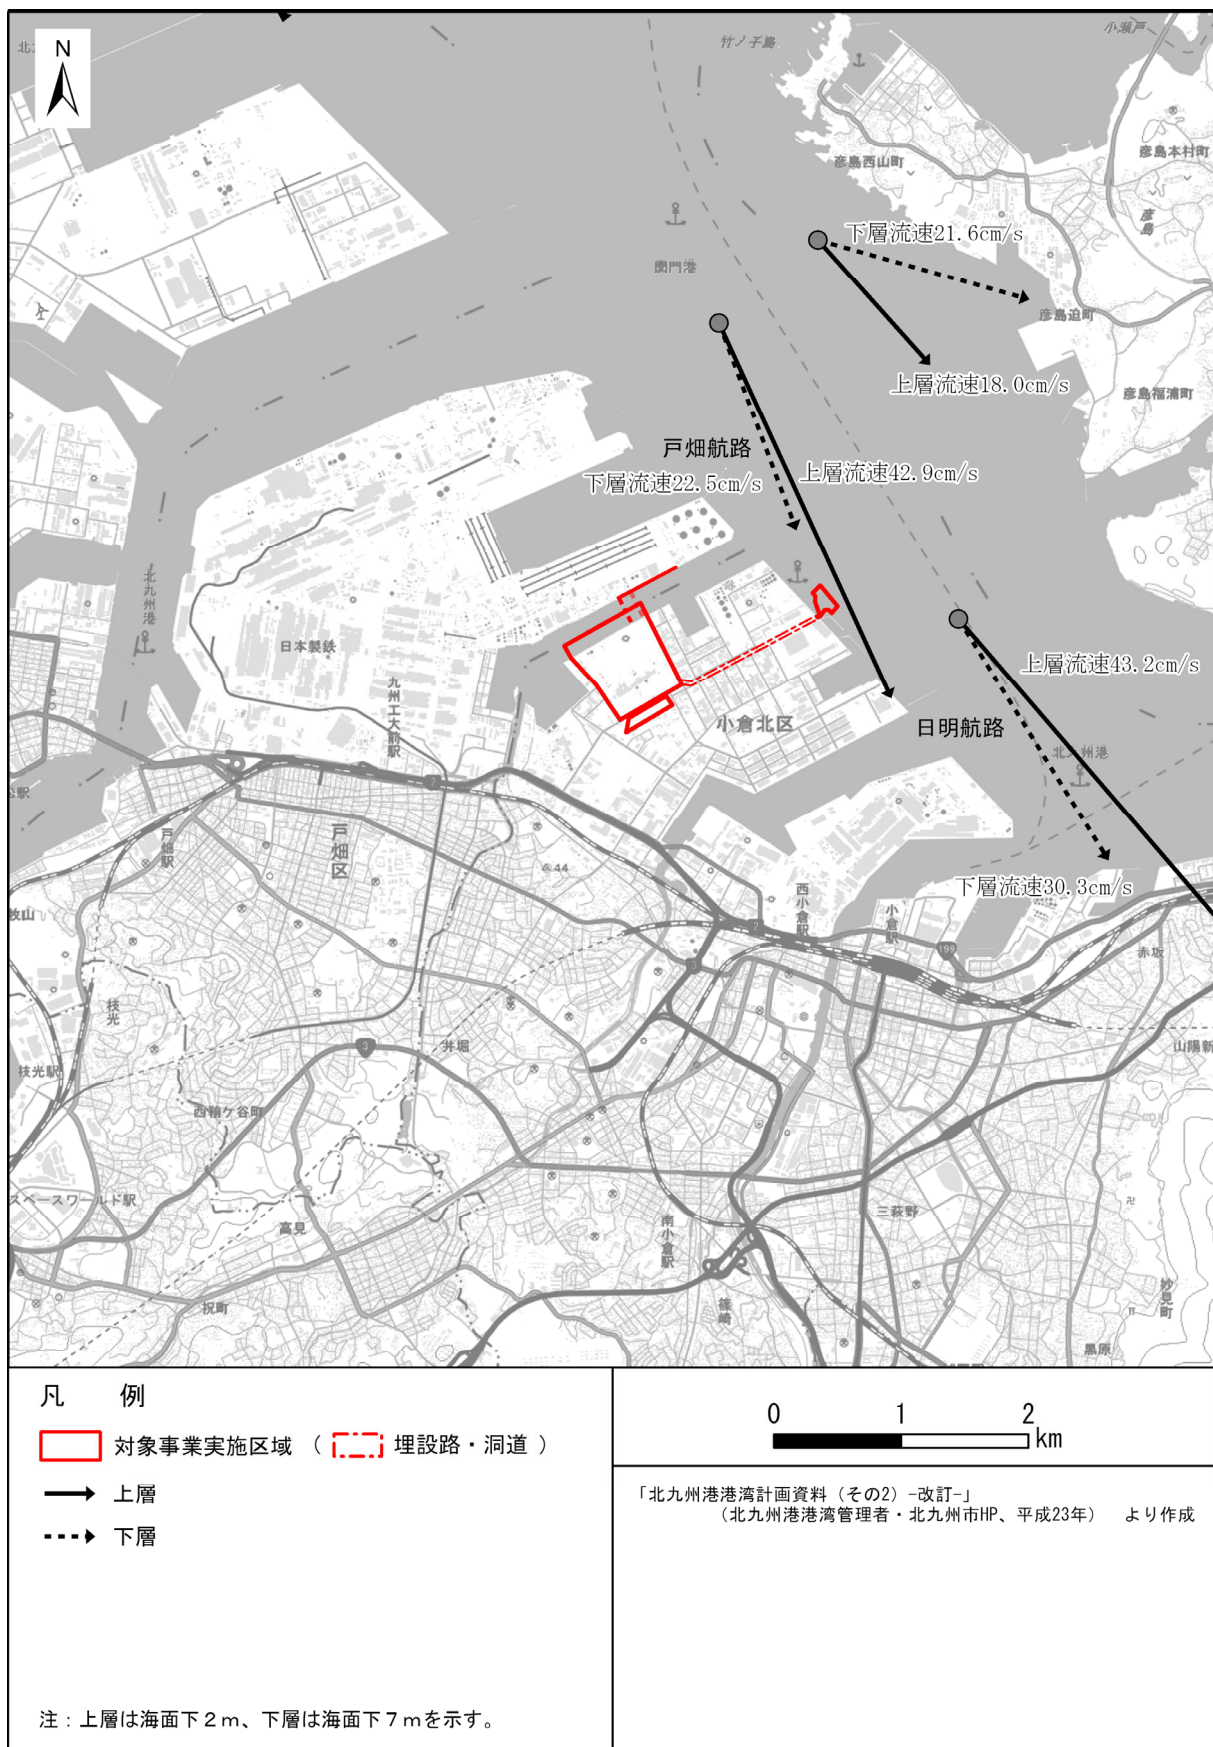 N
竹ノ子島
小瀬戸
彦島西山町
彦島本村町
彦島
下層流速21.6cm/s
関門港
彦島迫町
上層流速18.0cm/s
彦島福浦町
戸畑航路
上層流速42.9cm/s
下層流速22.5cm/s
北九州港
日本製鉄
九州工大前駅
上層流速43.2cm/s
小倉北区
日明航路
北九州港
戸畑駅
戸畑区
44
下層流速30.3cm/s
牧山
西小倉駅
小倉駅
199
赤坂
枝光
3
井堀
山陽新
枝光駅
西鞘ケ谷町
スペースワールド駅
高見
南小倉駅
三萩野
祝町
篠崎
妙見町
黒原
凡 例
対象事業実施区域 （ 埋設路・洞道 ）
上層
下層
0 1 2
km
「北九州港港湾計画資料（その2）-改訂-」
（北九州港港湾管理者・北九州市HP、平成23年） より作成
注：上層は海面下２ｍ、下層は海面下７ｍを示す。